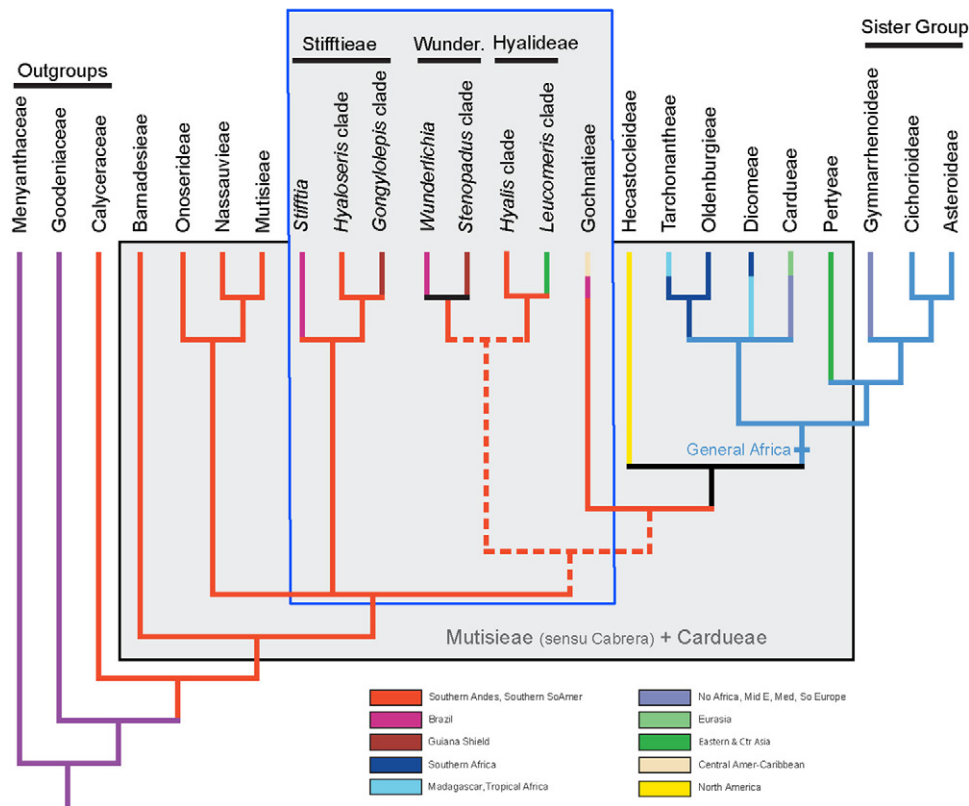 Sister Group
Stifftieae
Wunder.
Hyalideae
Outgroups
Menyanthaceae
Goodeniaceae
Calyceraceae
Barnadesieae
Onoserideae
Nassauvieae
Mutisieae
Stifftia
Hyaloseris clade
Gongylolepis clade
Wunderlichia
Stenopadus clade
Hyalis clade
Leucomeris clade
Gochnatieae
Hecastocleideae
Tarchonantheae
Oldenburgieae
Dicomeae
Cardueae
Pertyeae
Gymnarrhenoideae
Cichorioideae
Asteroideae
General Africa
Mutisieae (sensu Cabrera) + Cardueae
Southern Andes, Southern SoAmer
Brazil
Guiana Shield
Southern Africa
Madagascar,Tropical Africa
No Africa, Mid E, Med, So Europe
Eurasia
Eastern & Ctr Asia
Central Amer-Caribbean
North America